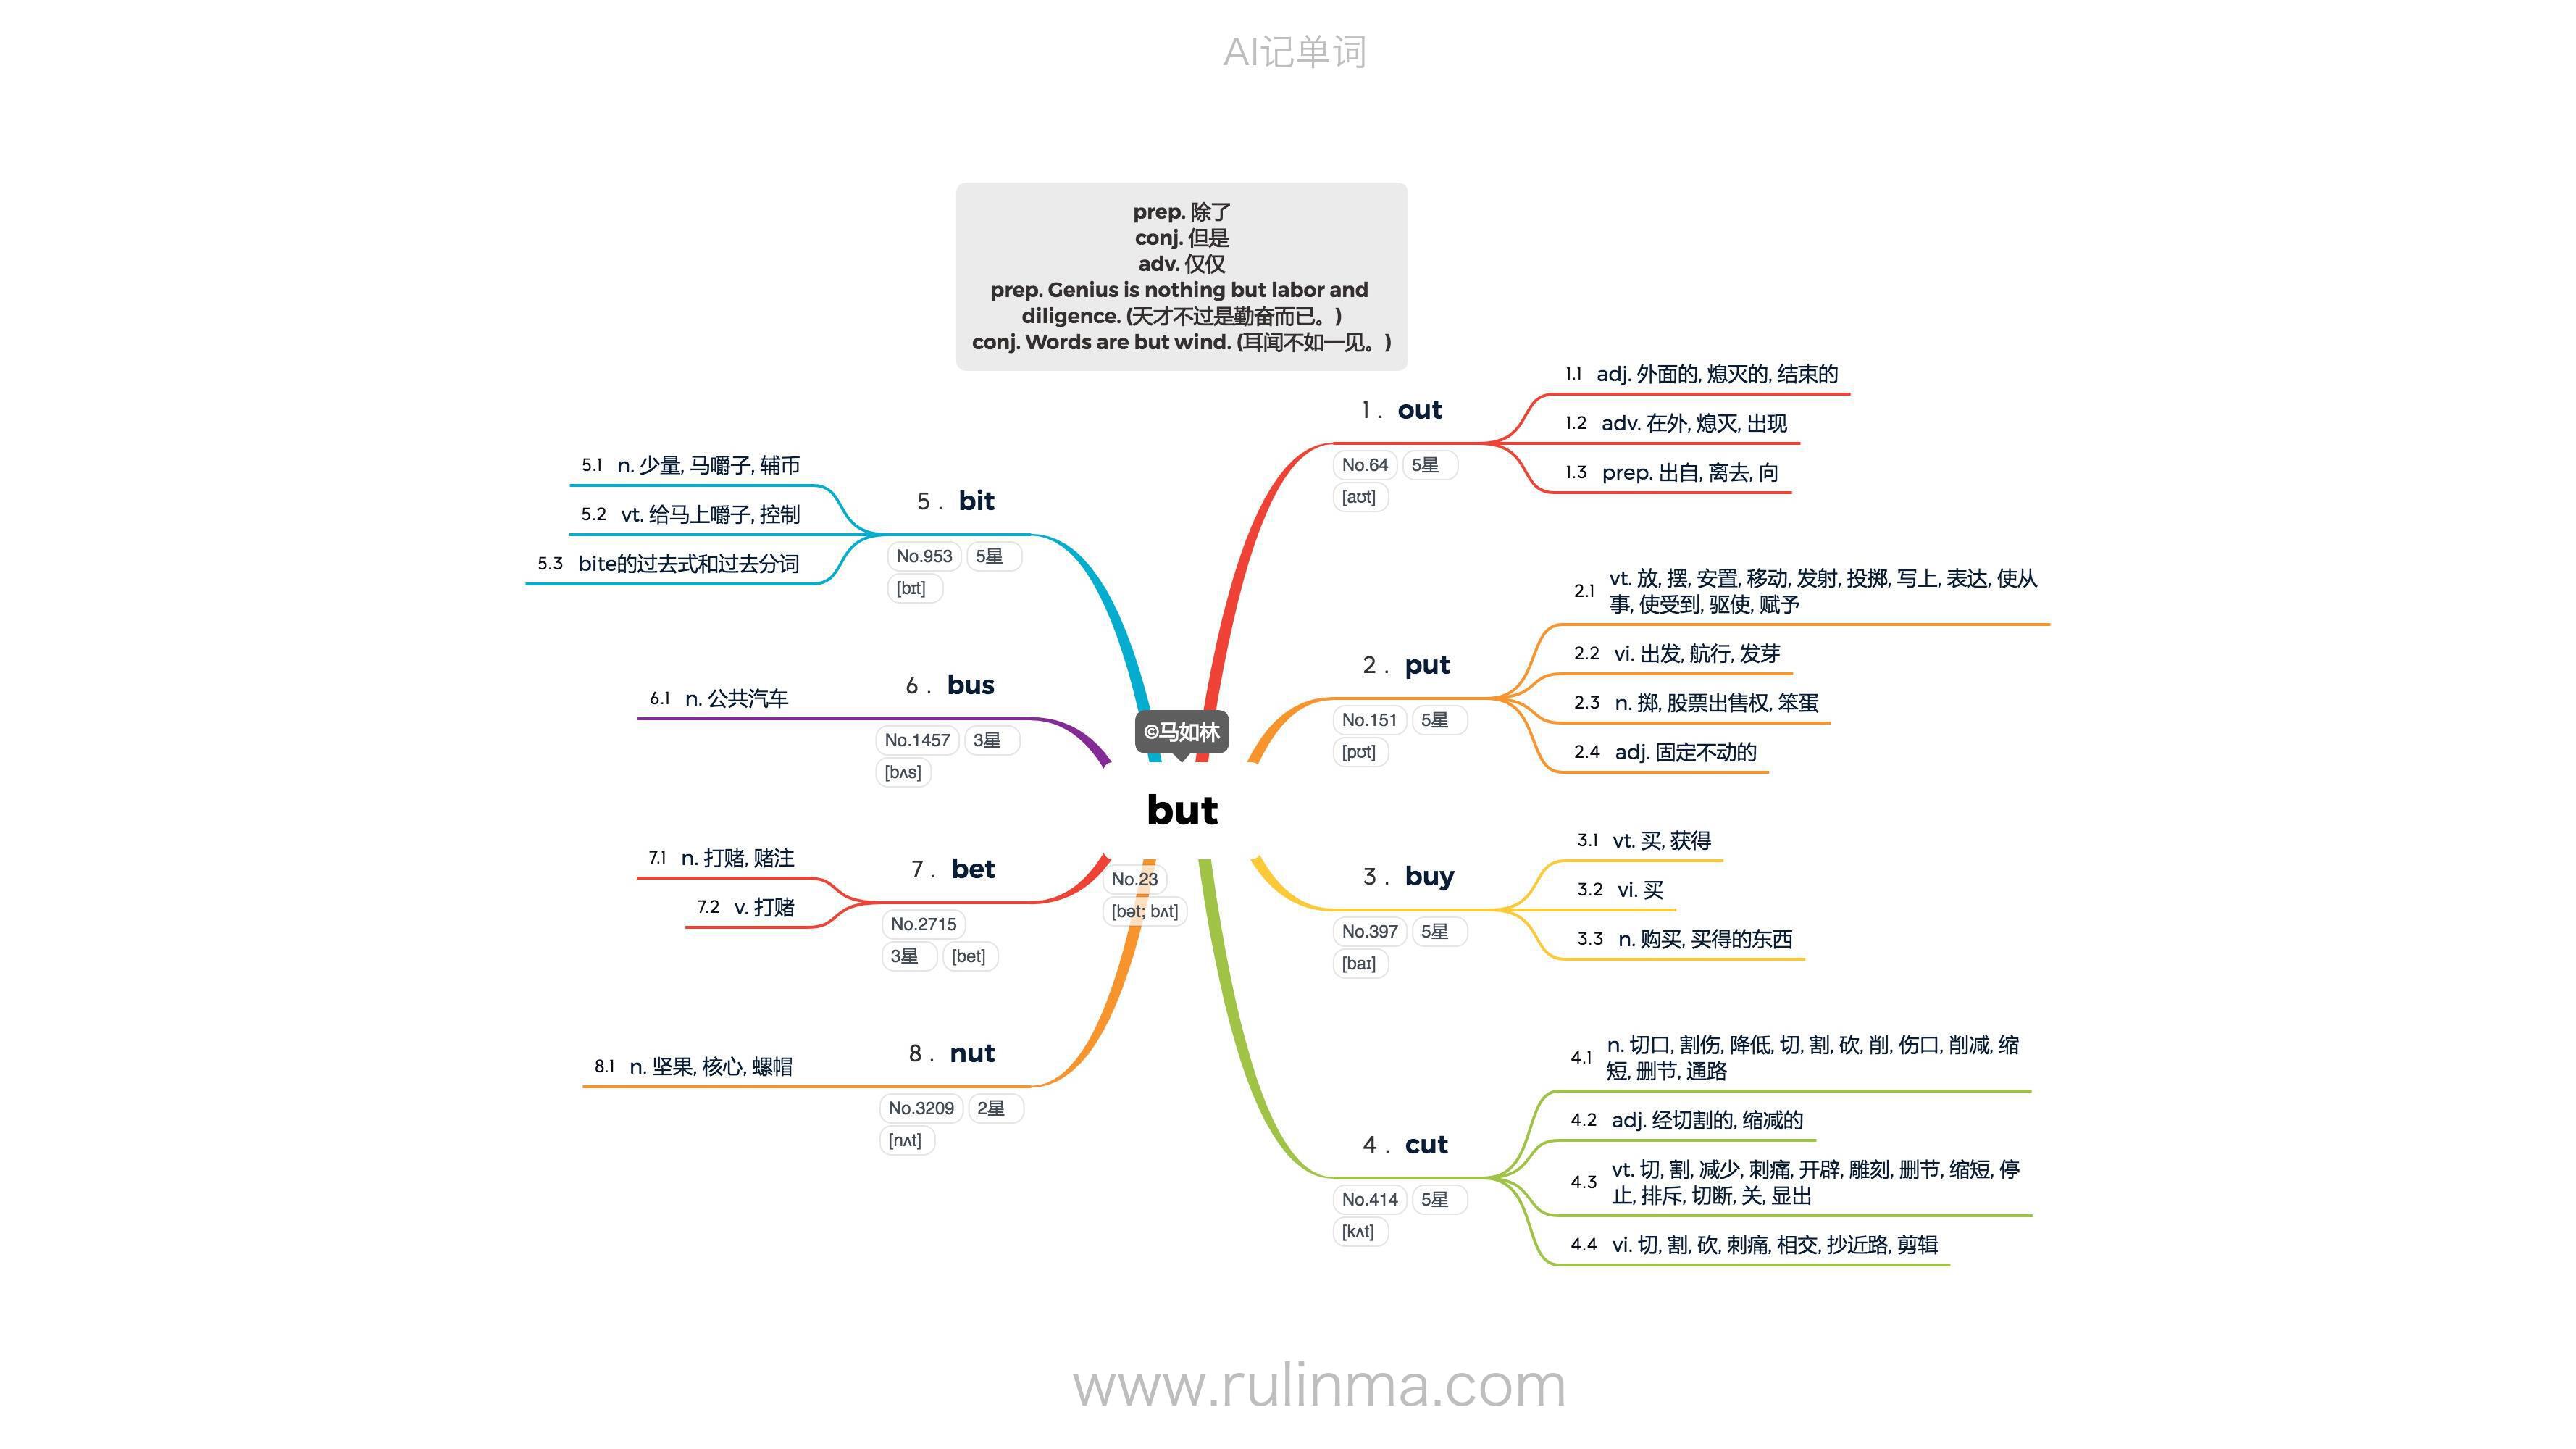 AI记单词
prep. 除了
conj. 但是
adv. 仅仅
prep. Genius is nothing but labor and
diligence. (天才不过是勤奋而已。)
conj. Words are but wind. (耳闻不如一见。)
©马如林
but
No.23
[bət; bʌt]
1 . out
No.64 5星
[aʊt]
1.1 adj. 外面的, 熄灭的, 结束的
1.2 adv. 在外, 熄灭, 出现
1.3 prep. 出自, 离去, 向
2 . put
No.151 5星
[pʊt]
2.1 vt. 放, 摆, 安置, 移动, 发射, 投掷, 写上, 表达, 使从
事, 使受到, 驱使, 赋予
2.2 vi. 出发, 航行, 发芽
2.3 n. 掷, 股票出售权, 笨蛋
2.4 adj. 固定不动的
3 . buy
No.397 5星
[baɪ]
3.1 vt. 买, 获得
3.2 vi. 买
3.3 n. 购买, 买得的东西
4 . cut
No.414 5星
[kʌt]
4.1 n. 切口, 割伤, 降低, 切, 割, 砍, 削, 伤口, 削减, 缩
短, 删节, 通路
4.2 adj. 经切割的, 缩减的
4.3 vt. 切, 割, 减少, 刺痛, 开辟, 雕刻, 删节, 缩短, 停
止, 排斥, 切断, 关, 显出
4.4 vi. 切, 割, 砍, 刺痛, 相交, 抄近路, 剪辑
5 . bit
No.953 5星
[bɪt]
5.1 n. 少量, 马嚼子, 辅币
5.2 vt. 给马上嚼子, 控制
5.3 bite的过去式和过去分词
6 . bus
No.1457 3星
[bʌs]
6.1 n. 公共汽车
7 . bet
No.2715
3星 [bet]
7.1 n. 打赌, 赌注
7.2 v. 打赌
8 . nut
No.3209 2星
[nʌt]
8.1 n. 坚果, 核心, 螺帽
www.rulinma.com